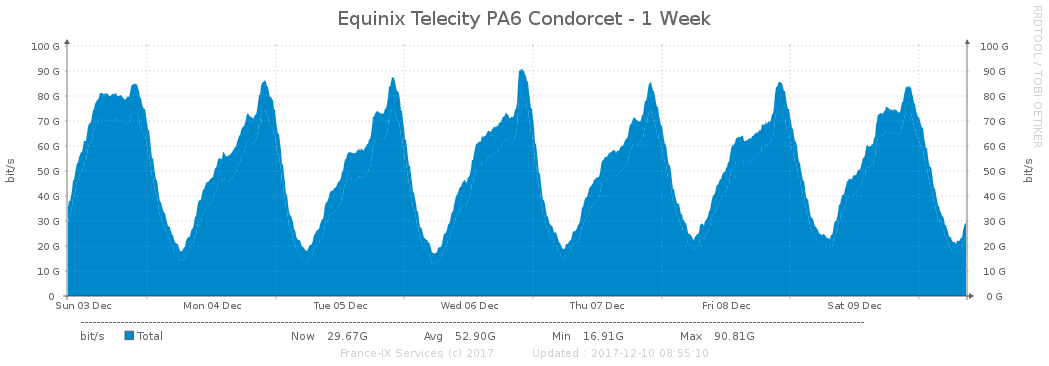 Equinix Telecity PA6 Condorcet - 1 Week
RRDTOOL / TOBI OETIKER
bit/s
bit/s
100 G 100 G
90 G 90 G
80 G 80 G
70 G 70 G
60 G 60 G
50 G 50 G
40 G 40 G
30 G 30 G
20 G 20 G
10 G 10 G
0 0 G
Sun 03 Dec Mon 04 Dec Tue 05 Dec Wed 06 Dec Thu 07 Dec Fri 08 Dec Sat 09 Dec
bit/s Total Now 29.67G Avg 52.90G Min 16.91G Max 90.81G
France-IX Services (c) 2017 Updated : 2017-12-10 08:55:10